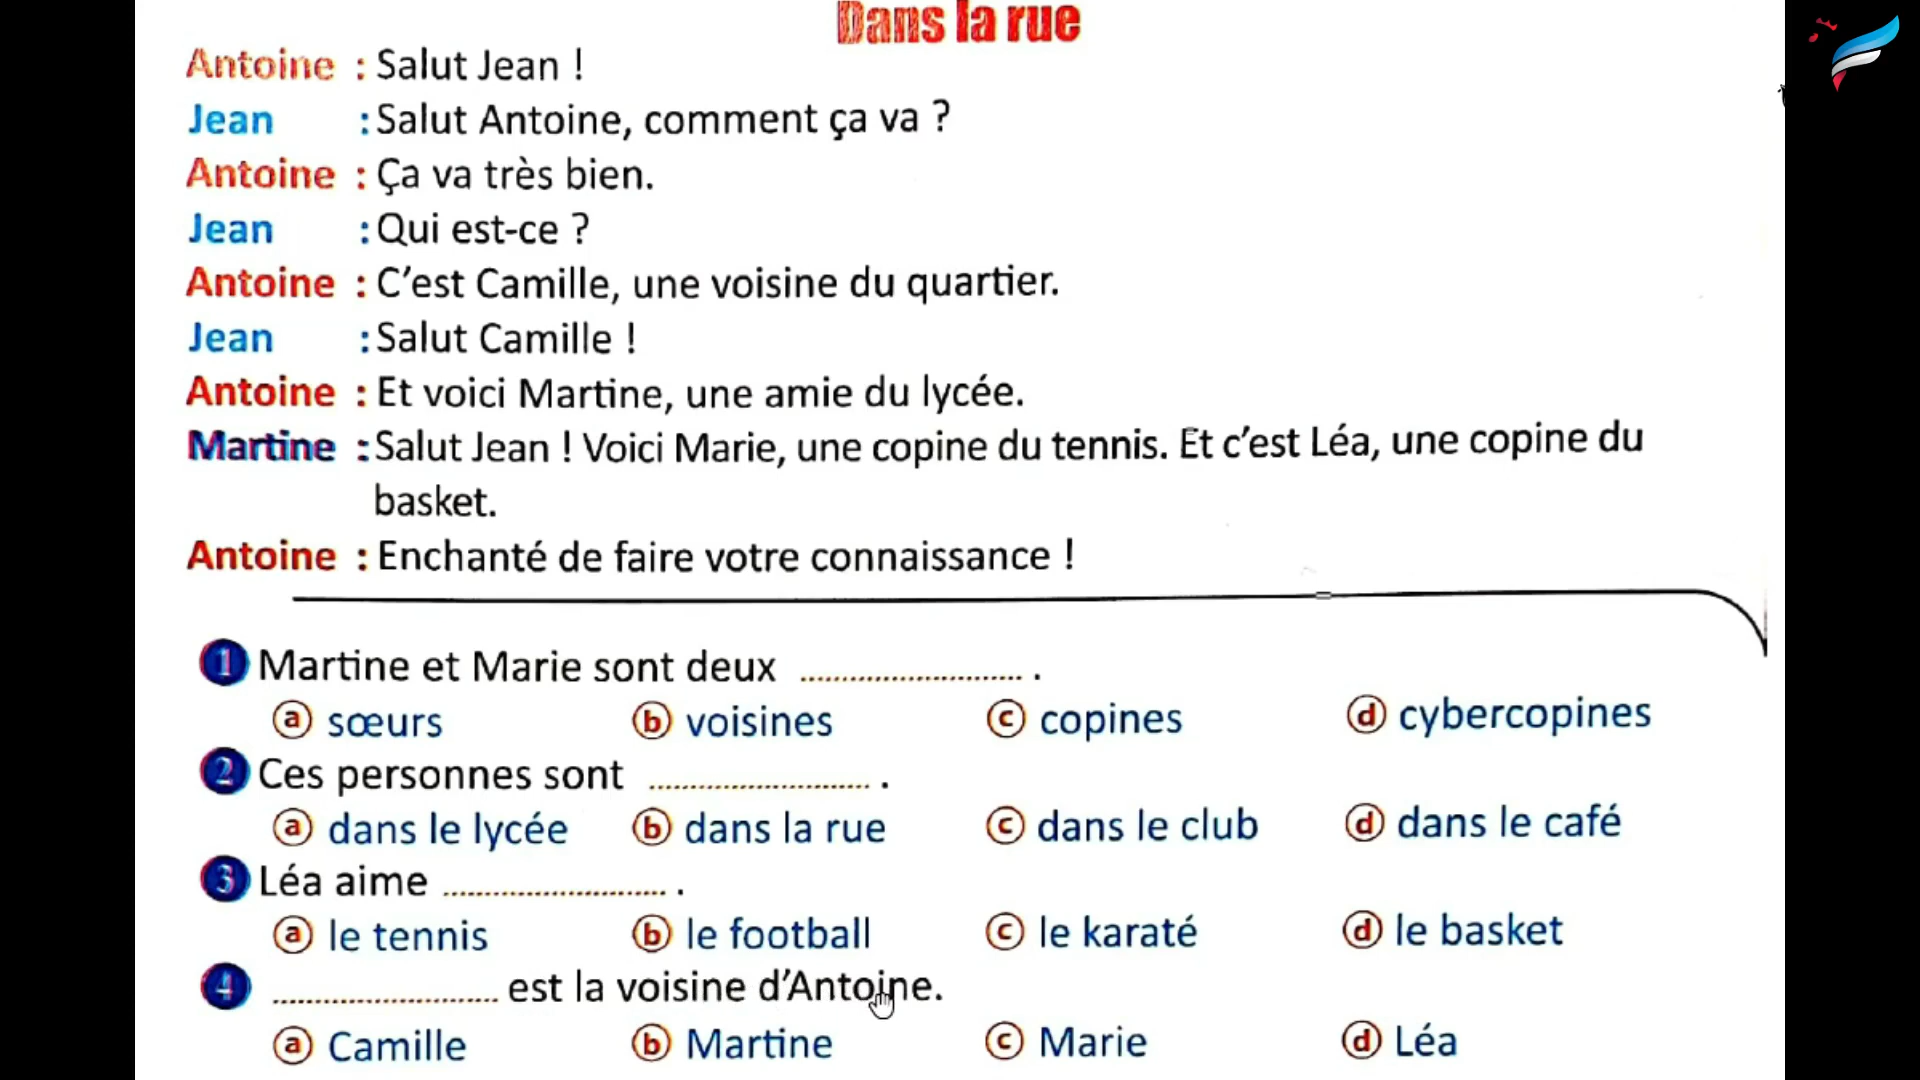 Dans la rue
Antoine : Salut Jean !
Jean : Salut Antoine, comment ça va ?
Antoine : Ça va très bien.
Jean : Qui est-ce ?
Antoine : C'est Camille, une voisine du quartier.
Jean : Salut Camille !
Antoine : Et voici Martine, une amie du lycée.
Martine : Salut Jean ! Voici Marie, une copine du tennis. Et c'est Léa, une copine du
basket.
Antoine : Enchanté de faire votre connaissance !
1 Martine et Marie sont deux ........................ .
a sœurs b voisines c copines d cybercopines
2 Ces personnes sont ........................ .
a dans le lycée b dans la rue c dans le club d dans le café
3 Léa aime ........................ .
a le tennis b le football c le karaté d le basket
4 ........................ est la voisine d'Antoine.
a Camille b Martine c Marie d Léa